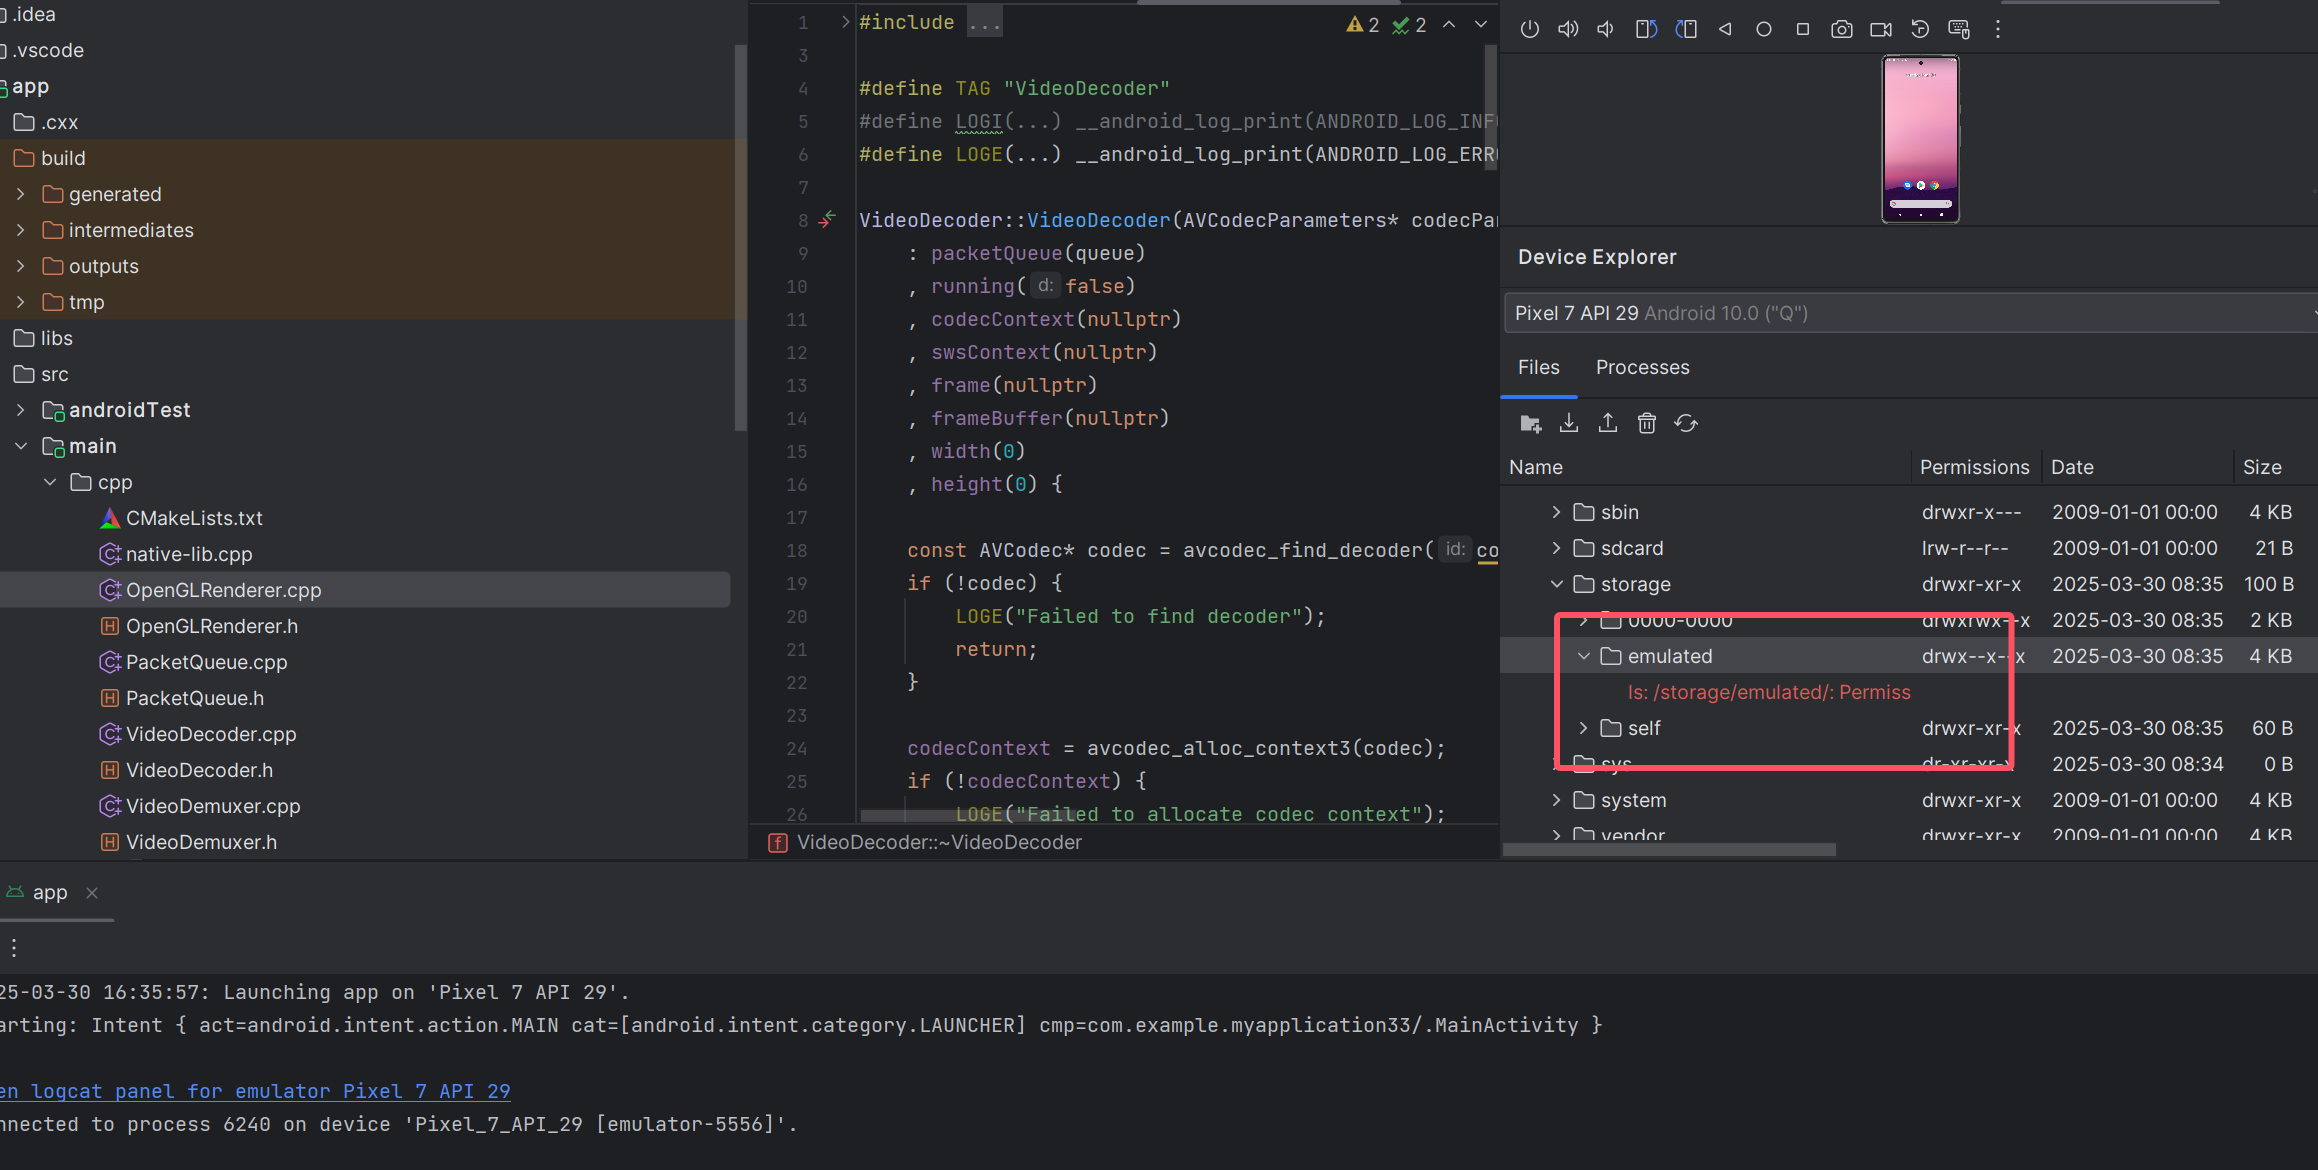 .idea
.vscode
app
.cxx
build
generated
intermediates
outputs
tmp
libs
src
androidTest
main
cpp
CMakeLists.txt
native-lib.cpp
OpenGLRenderer.cpp
OpenGLRenderer.h
PacketQueue.cpp
PacketQueue.h
VideoDecoder.cpp
VideoDecoder.h
VideoDemuxer.cpp
VideoDemuxer.h
2 2
1 #include ...
3
4 #define TAG "VideoDecoder"
5 #define LOGI(...) __android_log_print(ANDROID_LOG_INF
6 #define LOGE(...) __android_log_print(ANDROID_LOG_ERR
7
8 VideoDecoder::VideoDecoder(AVCodecParameters* codecPa
9 : packetQueue(queue)
10 , running( d: false)
11 , codecContext(nullptr)
12 , swsContext(nullptr)
13 , frame(nullptr)
14 , frameBuffer(nullptr)
15 , width(0)
16 , height(0) {
17
18 const AVCodec* codec = avcodec_find_decoder( id: co
19 if (!codec) {
20 LOGE("Failed to find decoder");
21 return;
22 }
23
24 codecContext = avcodec_alloc_context3(codec);
25 if (!codecContext) {
26 LOGE("Failed to allocate codec context");
VideoDecoder::~VideoDecoder
Device Explorer
Pixel 7 API 29 Android 10.0 ("Q")
Files Processes
Name Permissions Date Size
sbin drwxr-x--- 2009-01-01 00:00 4 KB
sdcard lrw-r--r-- 2009-01-01 00:00 21 B
storage drwxr-xr-x 2025-03-30 08:35 100 B
0000-0000 drwxrwx--x 2025-03-30 08:35 2 KB
emulated drwx--x--x 2025-03-30 08:35 4 KB
ls: /storage/emulated/: Permiss
self drwxr-xr-x 2025-03-30 08:35 60 B
sys dr-xr-xr-x 2025-03-30 08:34 0 B
system drwxr-xr-x 2009-01-01 00:00 4 KB
vendor drwxr-xr-x 2009-01-01 00:00 4 KB
app
25-03-30 16:35:57: Launching app on 'Pixel 7 API 29'.
arting: Intent { act=android.intent.action.MAIN cat=[android.intent.category.LAUNCHER] cmp=com.example.myapplication33/.MainActivity }
en logcat panel for emulator Pixel 7 API 29
nnected to process 6240 on device 'Pixel_7_API_29 [emulator-5556]'.